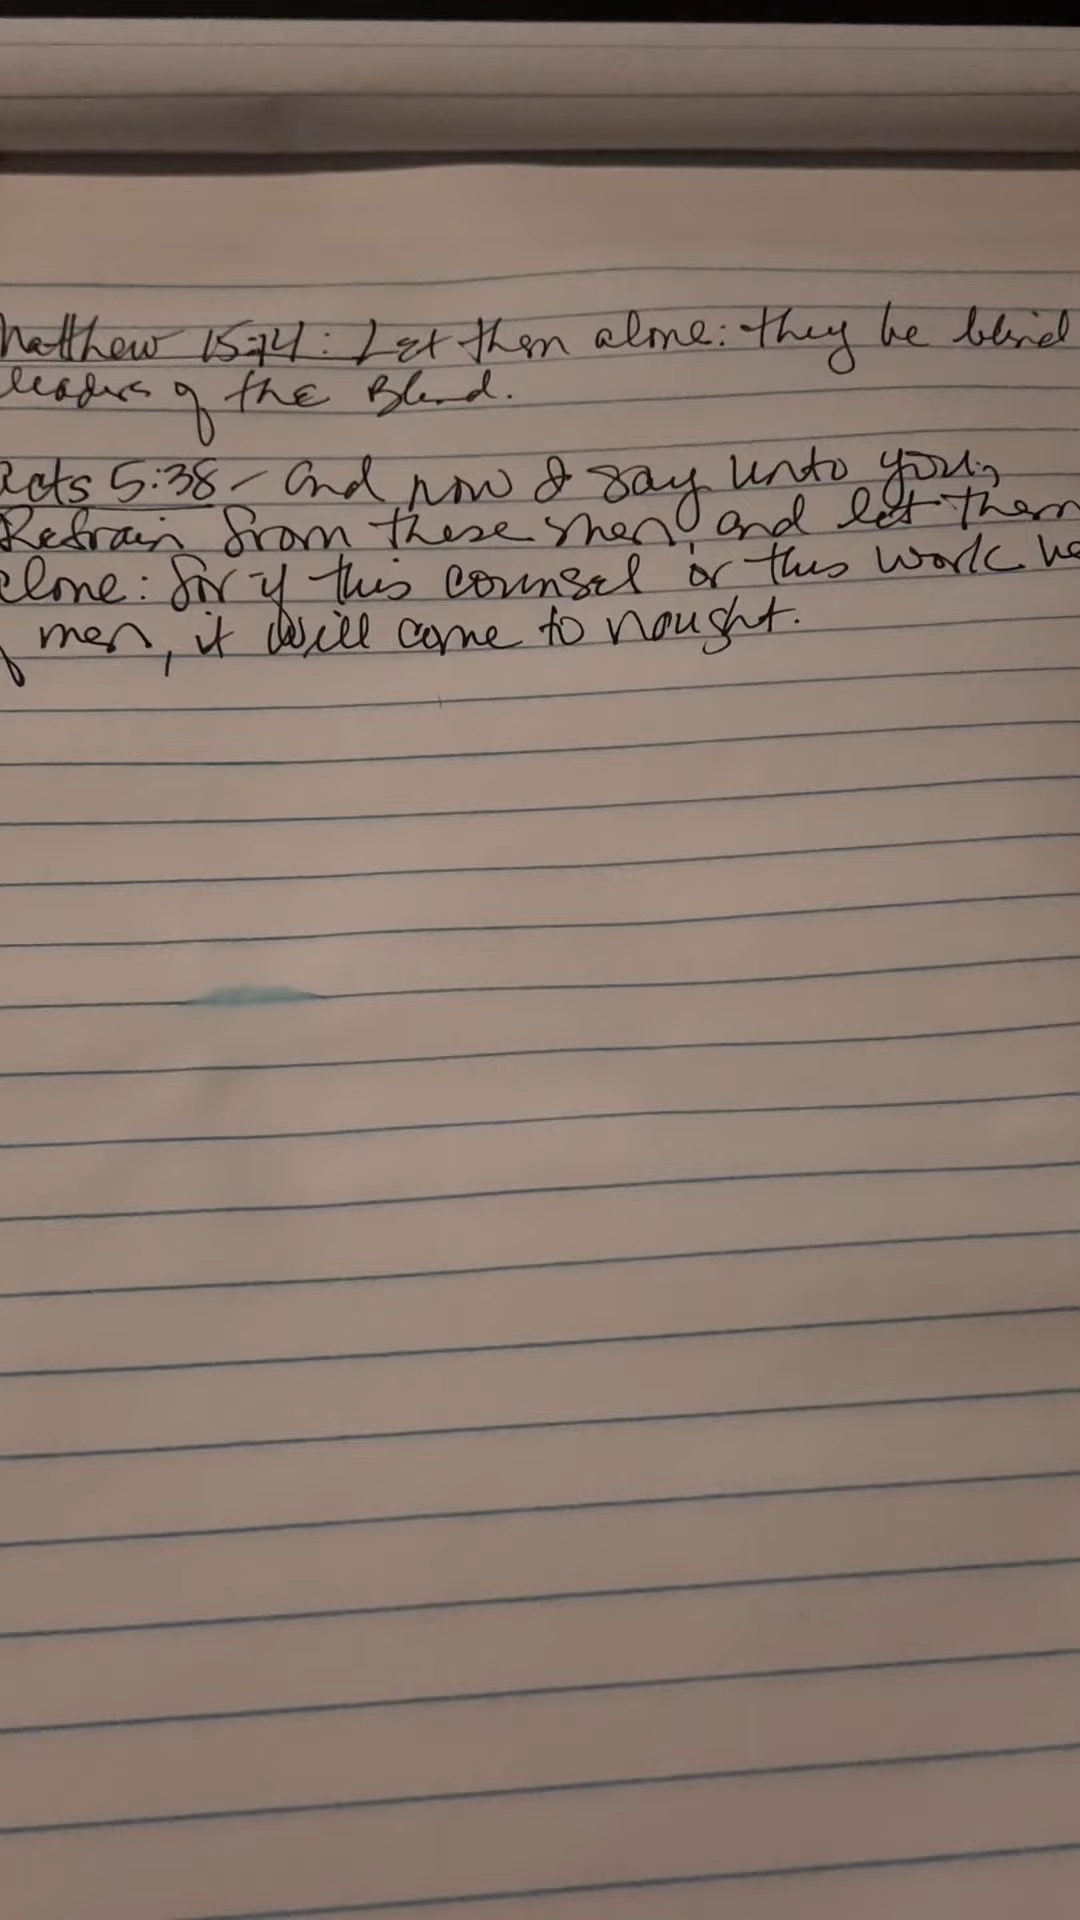 Matthew 15:14: Let them alone: they be blind
leaders of the Blind.
Acts 5:38 - And now I say unto you,
Refrain from these men, and let them
alone: for if this counsel or this work be
of men, it will come to nought.